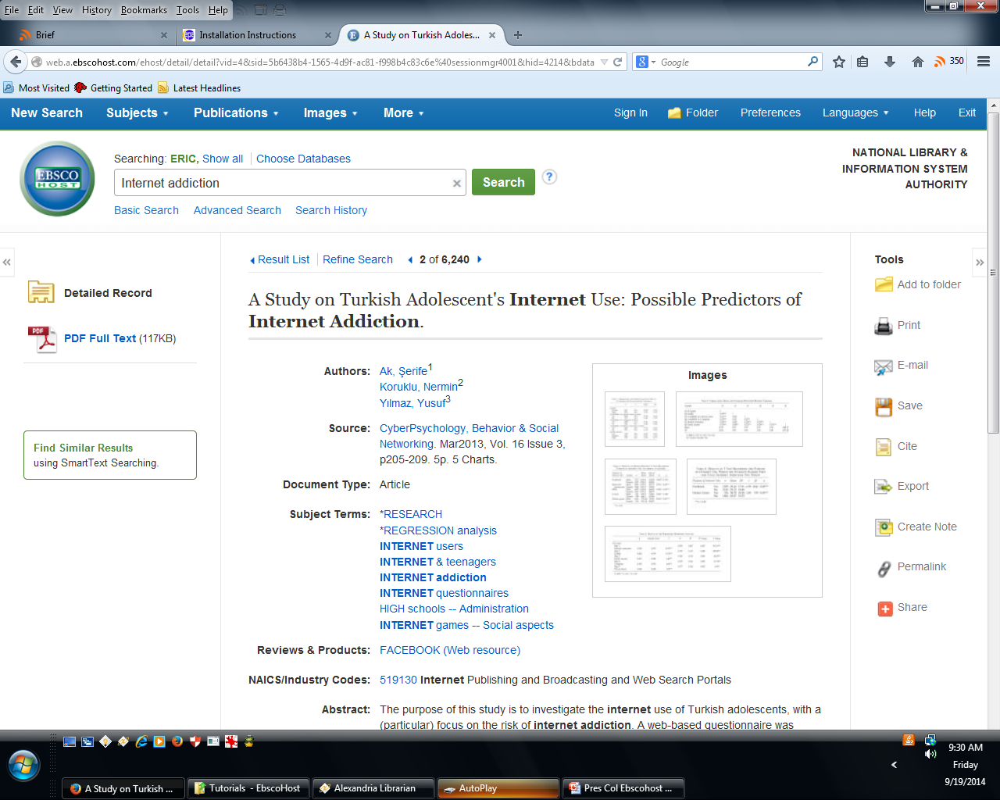 File Edit View History Bookmarks Tools Help
Brief
Installation Instructions
A Study on Turkish Adoles...
web.a.ebscohost.com/ehost/detail/detail?vid=4&sid=5b6438b4-1565-4d9f-ac81-f998b4c83c6e%40sessionmgr4001&hid=4214&bdata
Google
350
Most Visited Getting Started Latest Headlines
New Search Subjects Publications Images More Sign In Folder Preferences Languages Help Exit
EBSCO
HOST
Searching: ERIC, Show all Choose Databases
Internet addiction
Search
Basic Search Advanced Search Search History
NATIONAL LIBRARY &
INFORMATION SYSTEM
AUTHORITY
Detailed Record
PDF Full Text (117KB)
Find Similar Results
using SmartText Searching.
Result List Refine Search 2 of 6,240
A Study on Turkish Adolescent's Internet Use: Possible Predictors of
Internet Addiction.
Authors: Ak, Şerife1
Koruklu, Nermin2
Yılmaz, Yusuf3
Source: CyberPsychology, Behavior & Social
Networking. Mar2013, Vol. 16 Issue 3,
p205-209. 5p. 5 Charts.
Document Type: Article
Subject Terms: *RESEARCH
*REGRESSION analysis
INTERNET users
INTERNET & teenagers
INTERNET addiction
INTERNET questionnaires
HIGH schools -- Administration
INTERNET games -- Social aspects
Images
Reviews & Products: FACEBOOK (Web resource)
NAICS/Industry Codes: 519130 Internet Publishing and Broadcasting and Web Search Portals
Abstract: The purpose of this study is to investigate the internet use of Turkish adolescents, with a
(particular) focus on the risk of internet addiction. A web-based questionnaire was
Tools
Add to folder
Print
E-mail
Save
Cite
Export
Create Note
Permalink
Share
A Study on Turkish ...
Tutorials - EbscoHost
Alexandria Librarian
AutoPlay
Pres Col Ebscohost ...
9:30 AM
Friday
9/19/2014